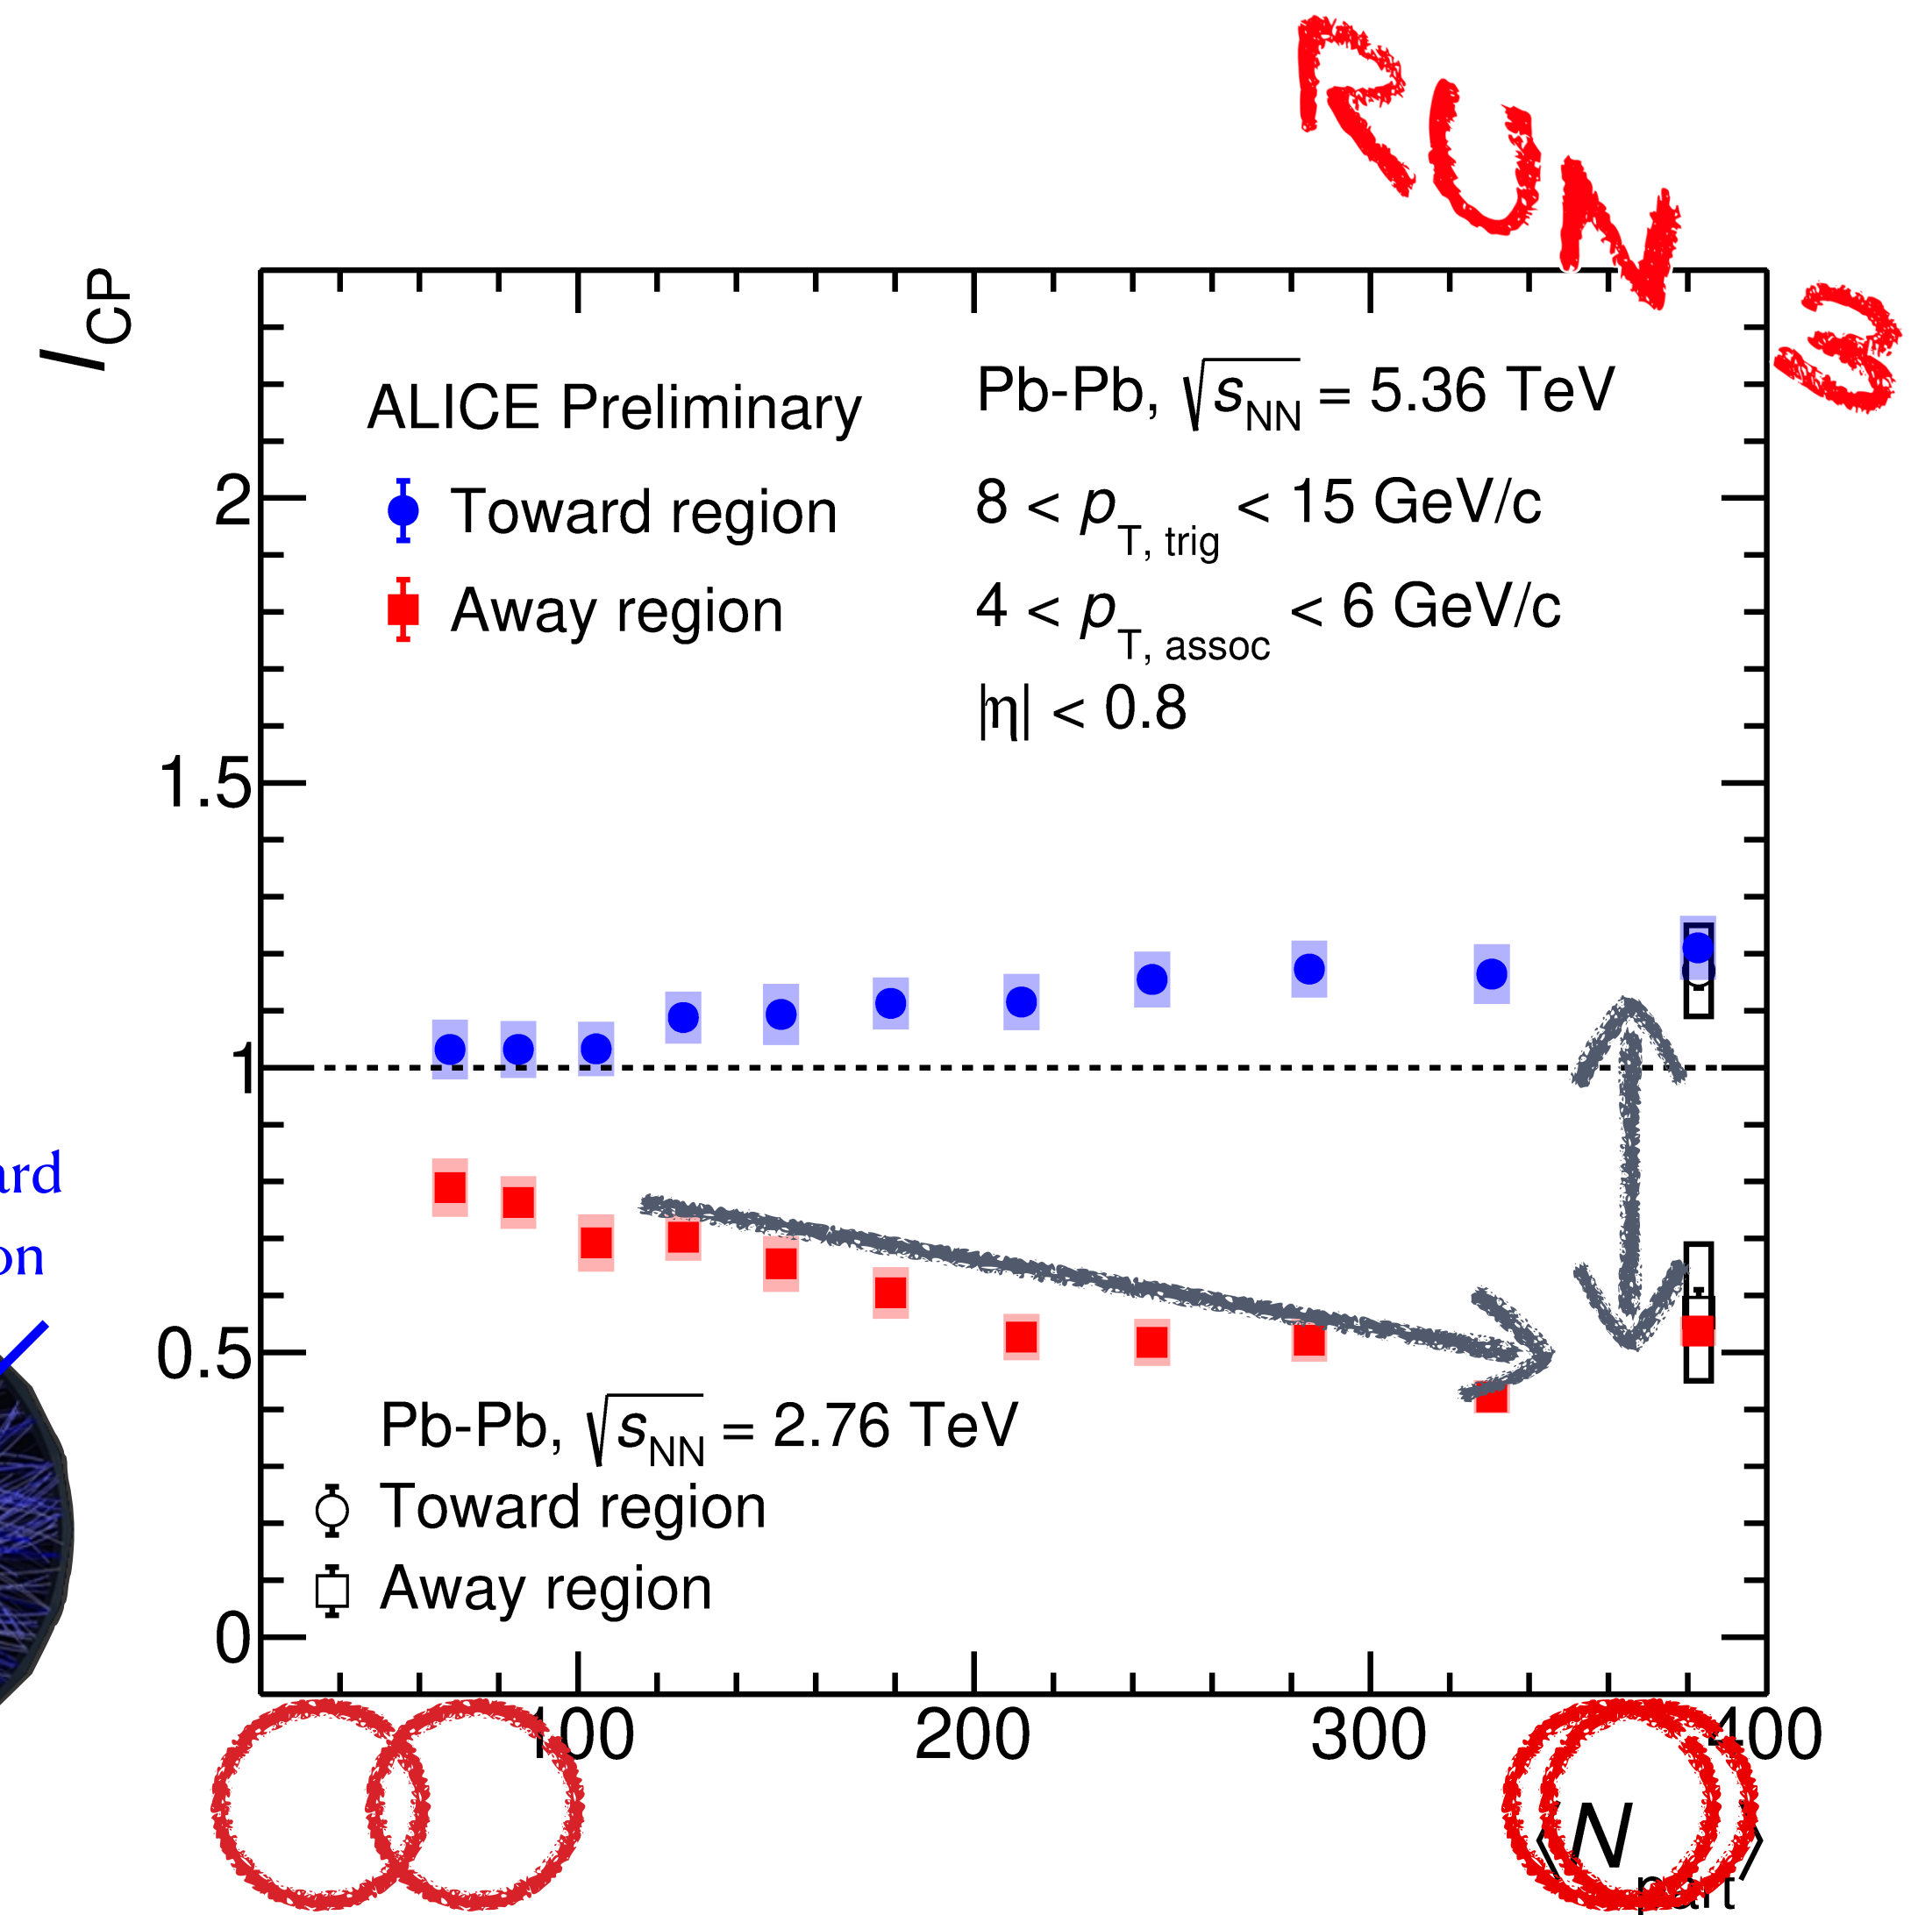 RUN 3
I_CP
ALICE Preliminary
Toward region
Away region
Pb-Pb, √s_NN = 5.36 TeV
8 < p_T, trig < 15 GeV/c
4 < p_T, assoc < 6 GeV/c
|η| < 0.8
2
1.5
1
0.5
0
ard
on
Pb-Pb, √s_NN = 2.76 TeV
Toward region
Away region
100 200 300 400
⟨N_part⟩